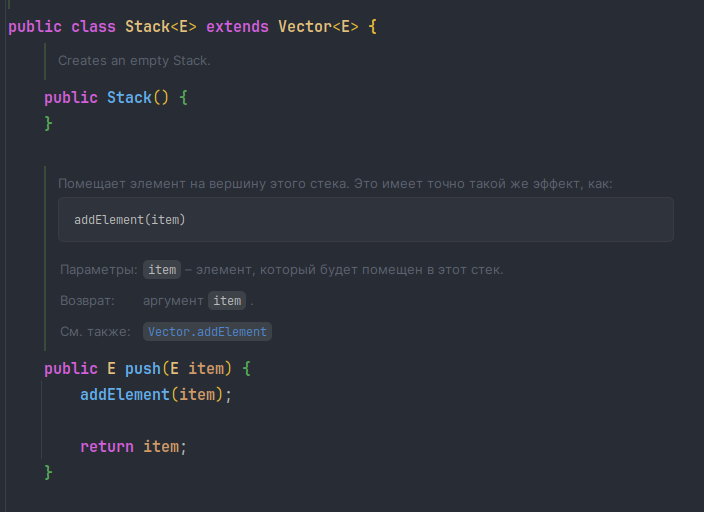 public class Stack<E> extends Vector<E> {
Creates an empty Stack.
public Stack() {
}
Помещает элемент на вершину этого стека. Это имеет точно такой же эффект, как:
addElement(item)
Параметры: item – элемент, который будет помещен в этот стек.
Возврат: аргумент item .
См. также: Vector.addElement
public E push(E item) {
addElement(item);
return item;
}